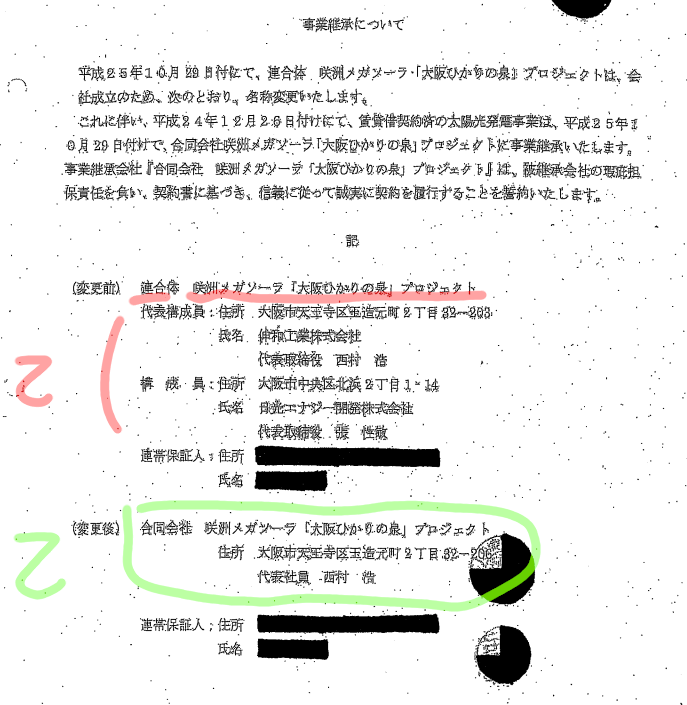 事業継承について
平成25年10月29日付にて、連合体 咲洲メガソーラ「大阪ひかりの泉」プロジェクトは、会
社成立のため、次のとおり、名称変更いたします。
これに伴い、平成24年12月28日付けにて、賃貸借契約済の太陽光発電事業は、平成25年1
0月29日付けで、合同会社咲洲メガソーラ「大阪ひかりの泉」プロジェクトに事業継承いたします。
事業継承会社『合同会社 咲洲メガソーラ「大阪ひかりの泉」プロジェクト』は、被継承会社の瑕疵担
保責任を負い、契約書に基づき、信義に従って誠実に契約を履行することを誓約いたします。
記
(変更前) 連合体 咲洲メガソーラ「大阪ひかりの泉」プロジェクト
代表構成員:住所 大阪市天王寺区玉造元町2丁目32-203
氏名 伸和工業株式会社
代表取締役 西村 浩
構成員:住所 大阪市中央区北浜2丁目1-14
氏名 日光エナジー開発株式会社
代表取締役
連帯保証人:住所
氏名
2
(変更後) 合同会社 咲洲メガソーラ「大阪ひかりの泉」プロジェクト
住所 大阪市天王寺区玉造元町2丁目32-206
代表社員 西村 浩
2
連帯保証人:住所
氏名